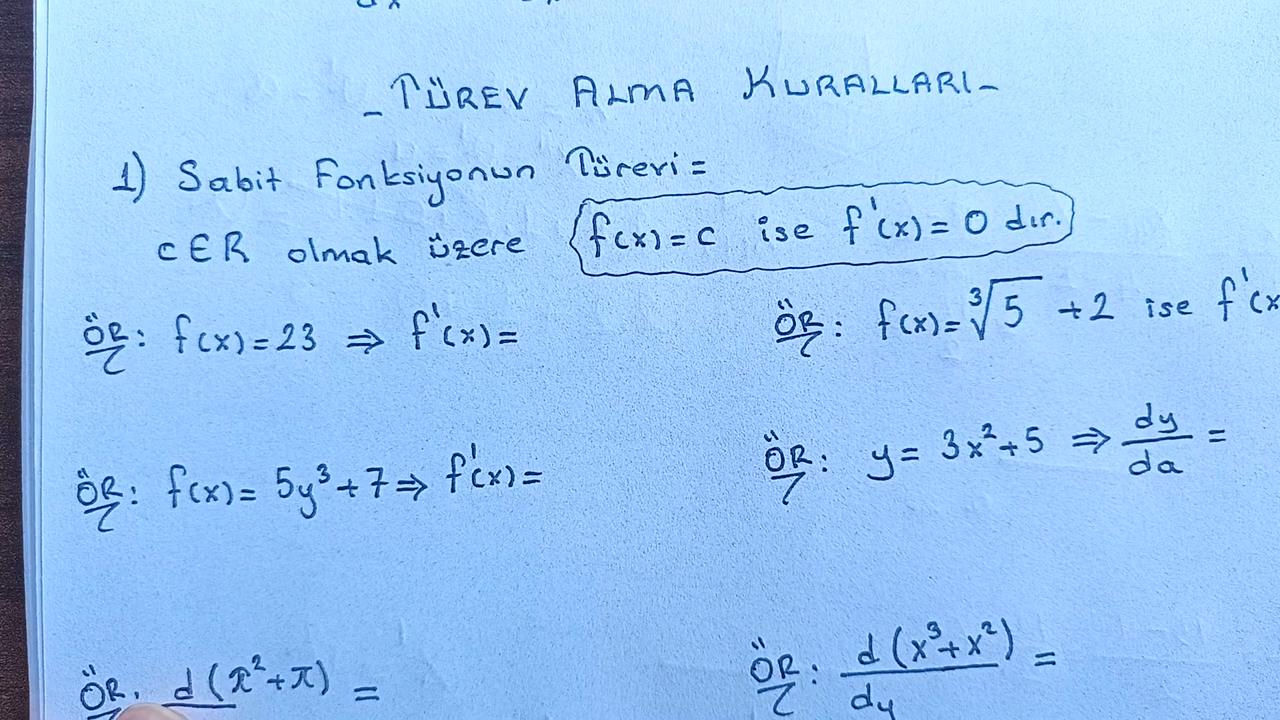 _ TÜREV ALMA KURALLARI _
1) Sabit Fonksiyonun Türevi =
c∈R olmak üzere f(x) = c ise f'(x) = 0 dır.
ÖR: f(x) = 23 ⇒ f'(x) =
ÖR: f(x) = ∛5 + 2 ise f'(x
ÖR: f(x) = 5y³ + 7 ⇒ f'(x) =
ÖR: y = 3x² + 5 ⇒ dy/da =
ÖR: d(π² + π) =
ÖR: d(x³ + x²)/dy =